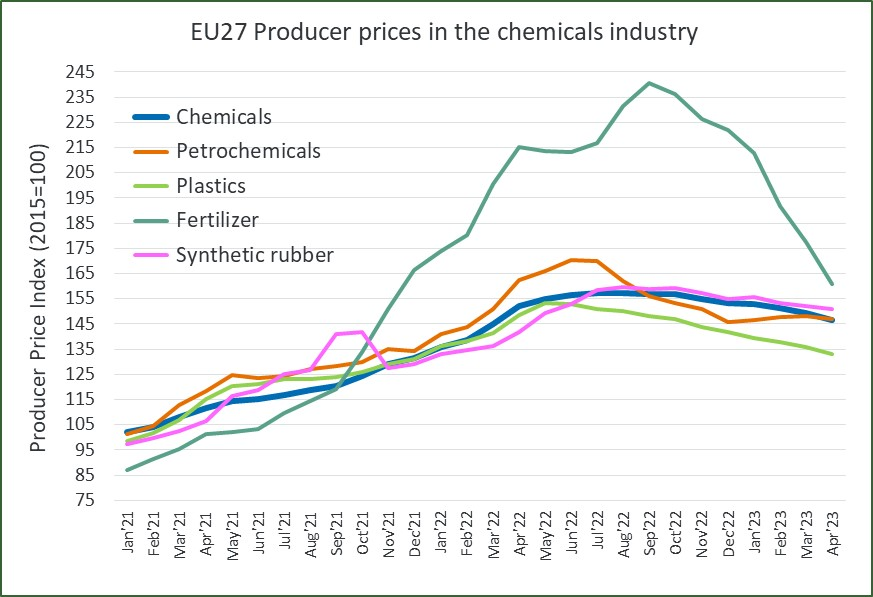 EU27 Producer prices in the chemicals industry
Producer Price Index (2015=100)
245
235
225
215
205
195
185
175
165
155
145
135
125
115
105
95
85
75
Chemicals
Petrochemicals
Plastics
Fertilizer
Synthetic rubber
Jan’21
Feb’21
Mar’21
Apr’21
May’21
Jun’21
Jul’21
Aug’21
Sep’21
Oct’21
Nov’21
Dec’21
Jan’22
Feb’22
Mar’22
Apr’22
May’22
Jun’22
Jul’22
Aug’22
Sep’22
Oct’22
Nov’22
Dec’22
Jan’23
Feb’23
Mar’23
Apr’23